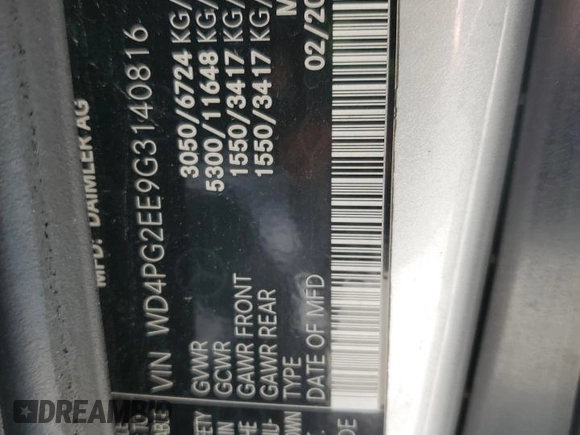 MFD. DAIMLER AG
VIN WD4PG2EE9G3140816
GVWR 3050/6724 KG/
GCWR 5300/11648 KG/
GAWR FRONT 1550/3417 KG/
GAWR REAR 1550/3417 KG
TYPE
DATE OF MFD 02/20
DREAMBID